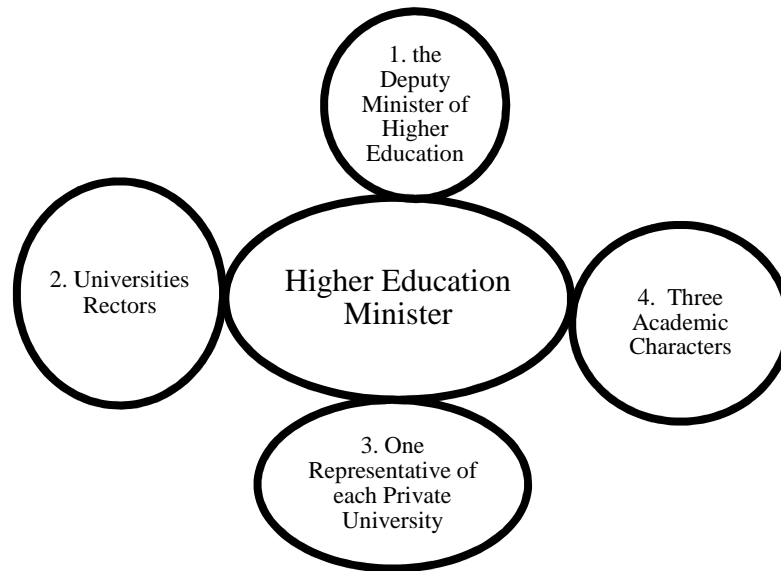 1. the
Deputy
Minister of
Higher
Education
2. Universities
Rectors
Higher Education
Minister
4. Three
Academic
Characters
3. One
Representative of
each Private
University